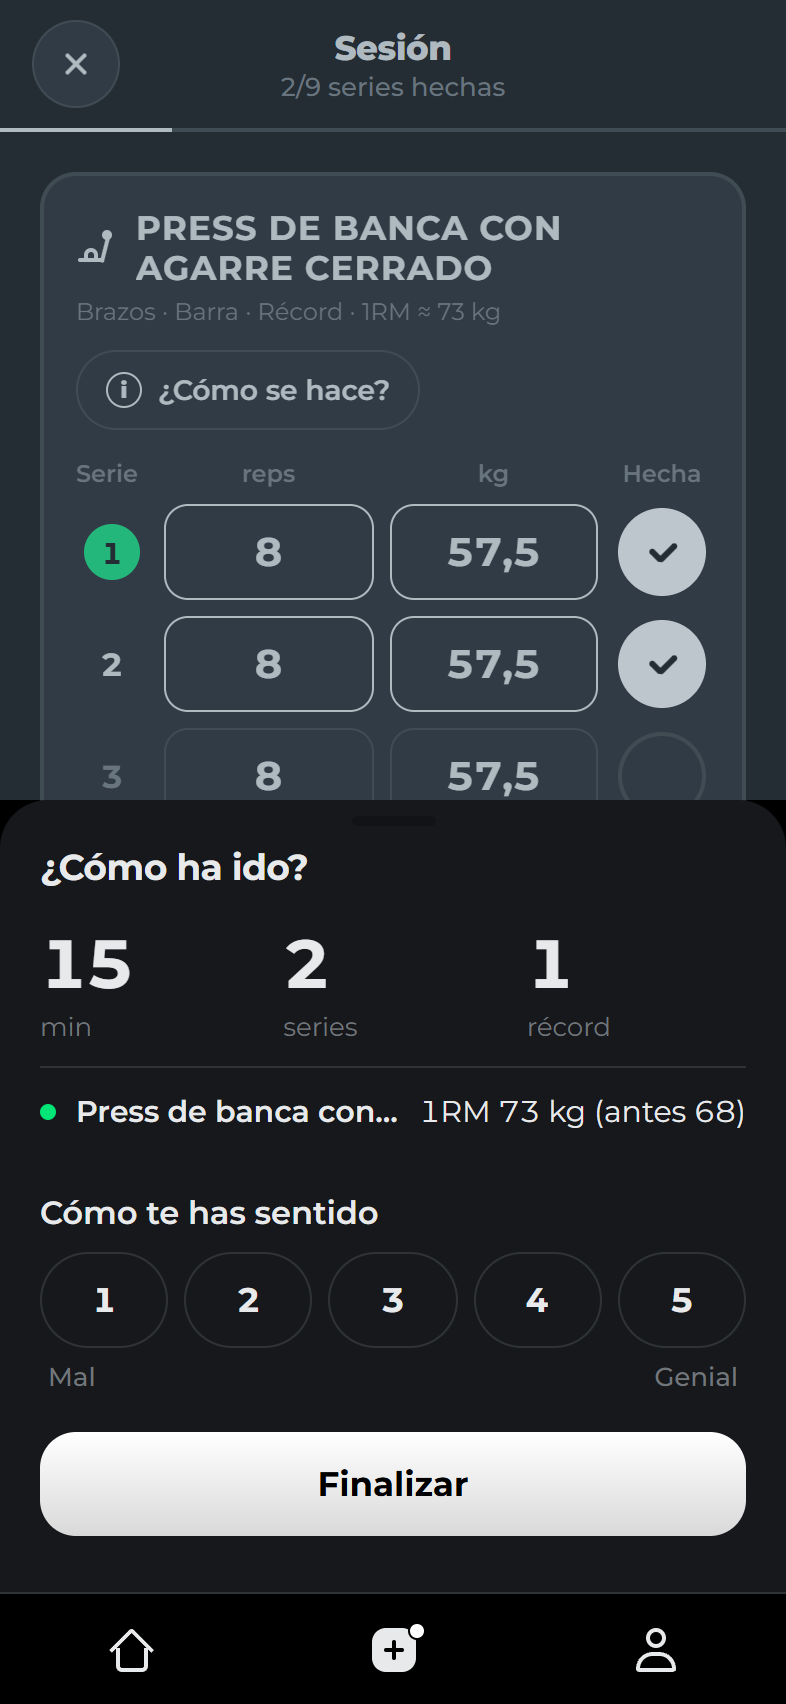 Sesión
2/9 series hechas
PRESS DE BANCA CON
AGARRE CERRADO
Brazos · Barra · Récord · 1RM ≈ 73 kg
¿Cómo se hace?
Serie reps kg Hecha
1 8 57,5
2 8 57,5
3 8 57,5
¿Cómo ha ido?
15 2 1
min series récord
Press de banca con... 1RM 73 kg (antes 68)
Cómo te has sentido
1 2 3 4 5
Mal Genial
Finalizar